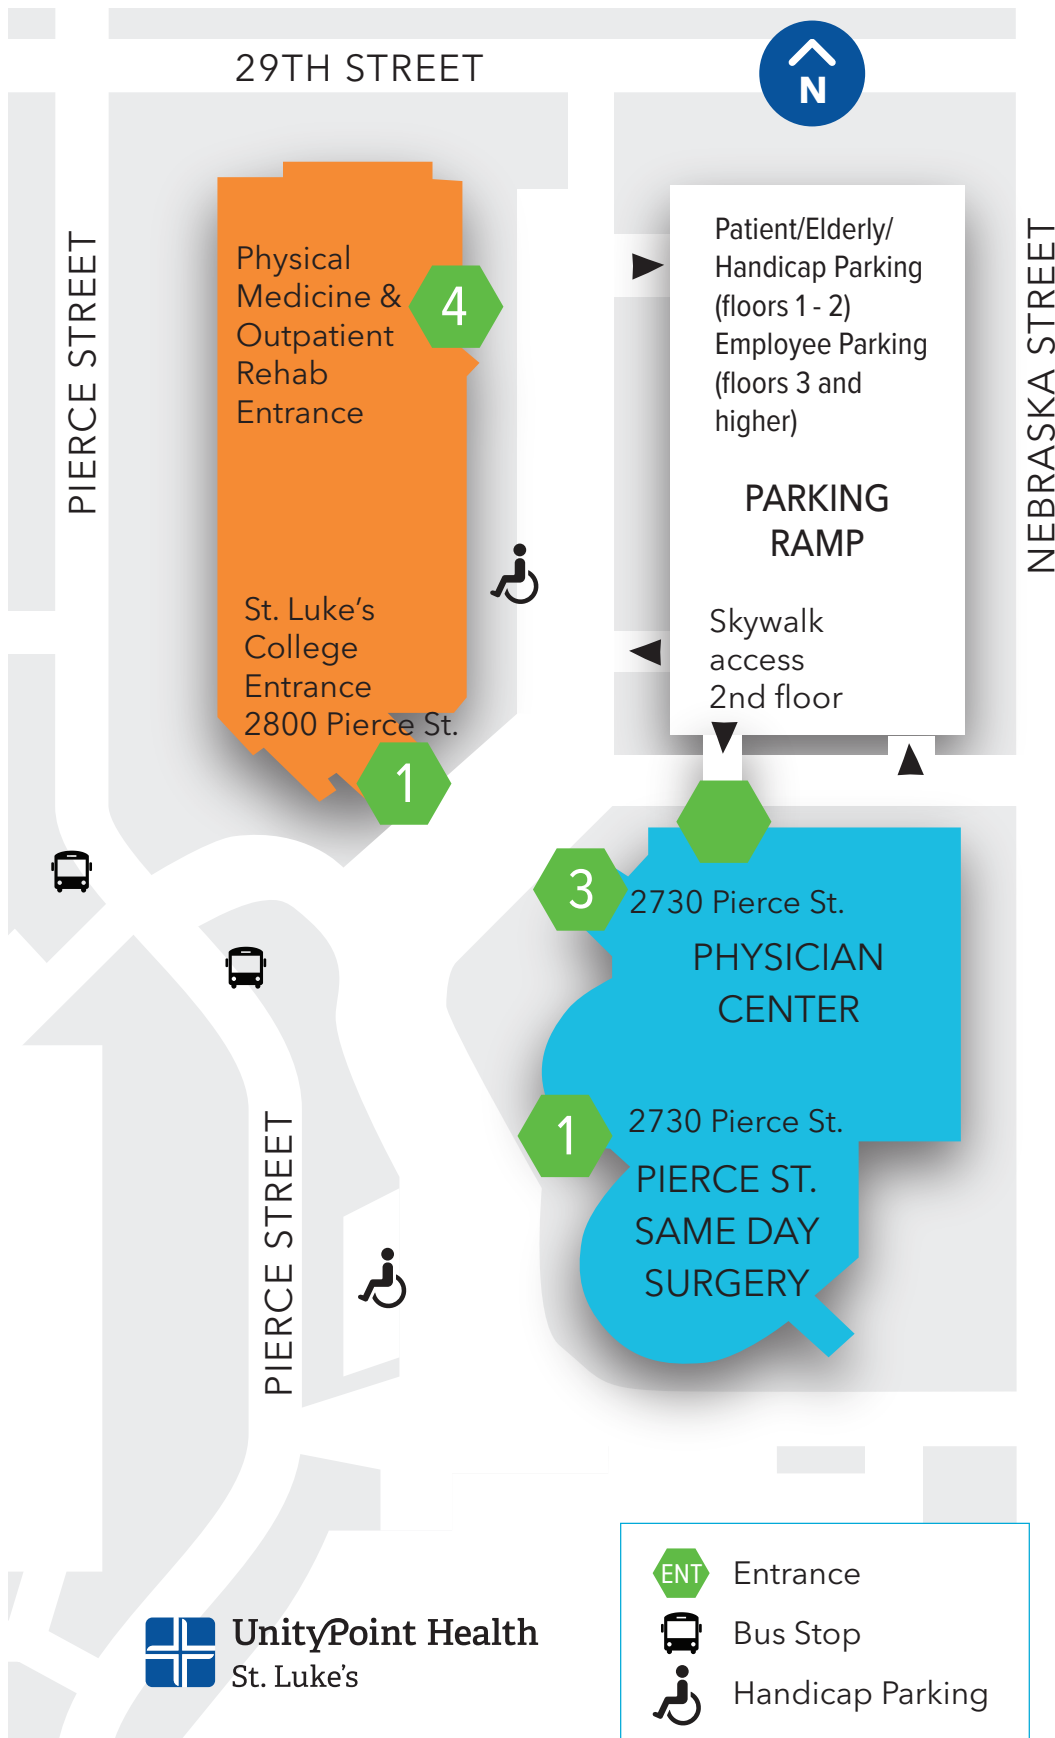 29TH STREET
N
PIERCE STREET
NEBRASKA STREET
Physical
Medicine &
Outpatient
Rehab
Entrance
4
Patient/Elderly/
Handicap Parking
(floors 1 - 2)
Employee Parking
(floors 3 and
higher)
PARKING
RAMP
Skywalk
access
2nd floor
St. Luke's
College
Entrance
2800 Pierce St.
1
3
2730 Pierce St.
PHYSICIAN
CENTER
1
2730 Pierce St.
PIERCE ST.
SAME DAY
SURGERY
PIERCE STREET
ENT Entrance
Bus Stop
Handicap Parking
UnityPoint Health
St. Luke's